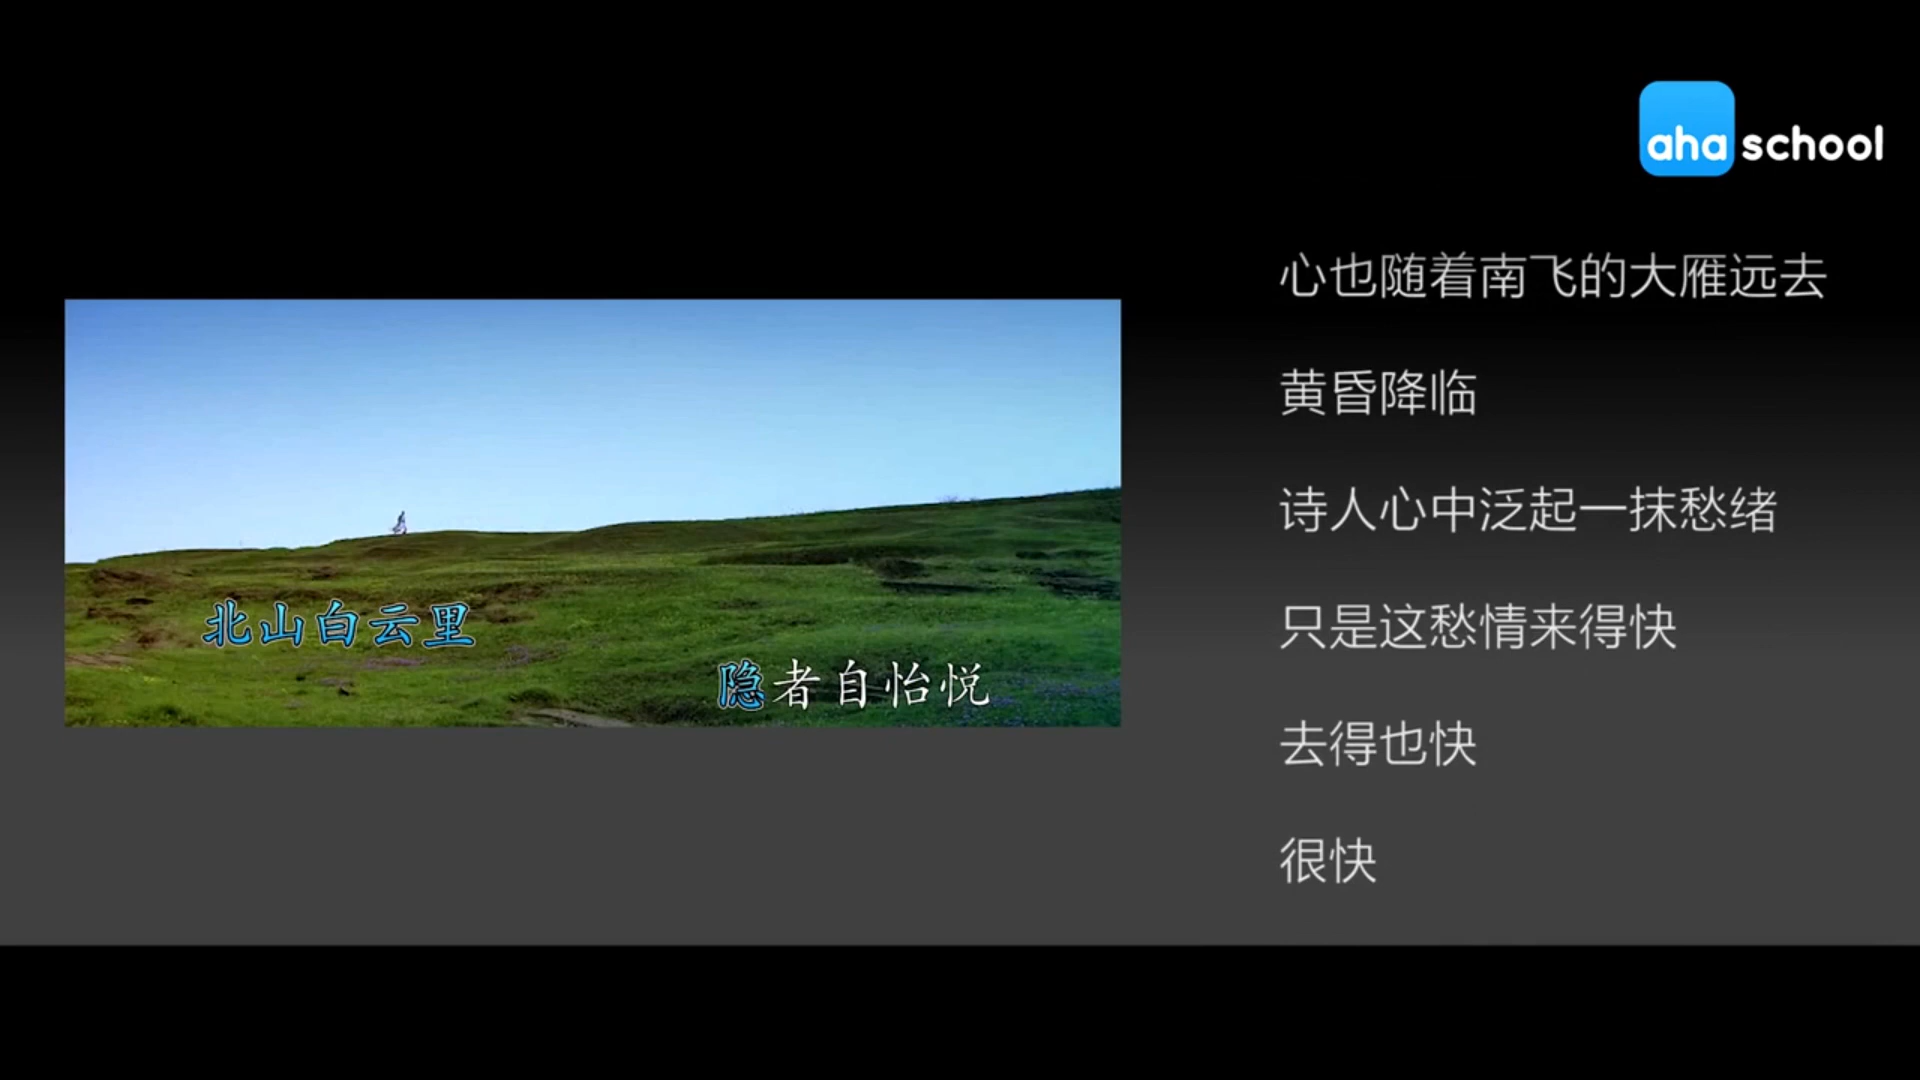 aha school
心也随着南飞的大雁远去
黄昏降临
诗人心中泛起一抹愁绪
只是这愁情来得快
去得也快
很快
北山白云里
隐者自怡悦